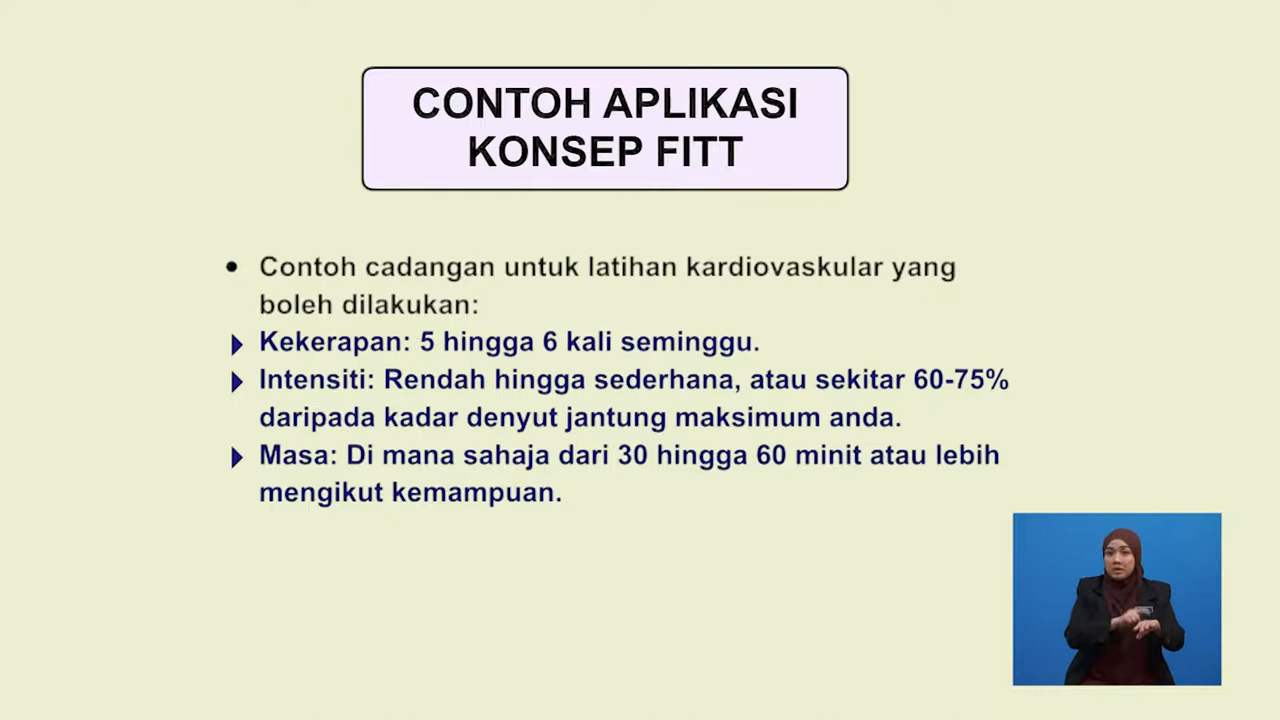 CONTOH APLIKASI
KONSEP FITT
• Contoh cadangan untuk latihan kardiovaskular yang
boleh dilakukan:
Kekerapan: 5 hingga 6 kali seminggu.
Intensiti: Rendah hingga sederhana, atau sekitar 60-75%
daripada kadar denyut jantung maksimum anda.
Masa: Di mana sahaja dari 30 hingga 60 minit atau lebih
mengikut kemampuan.